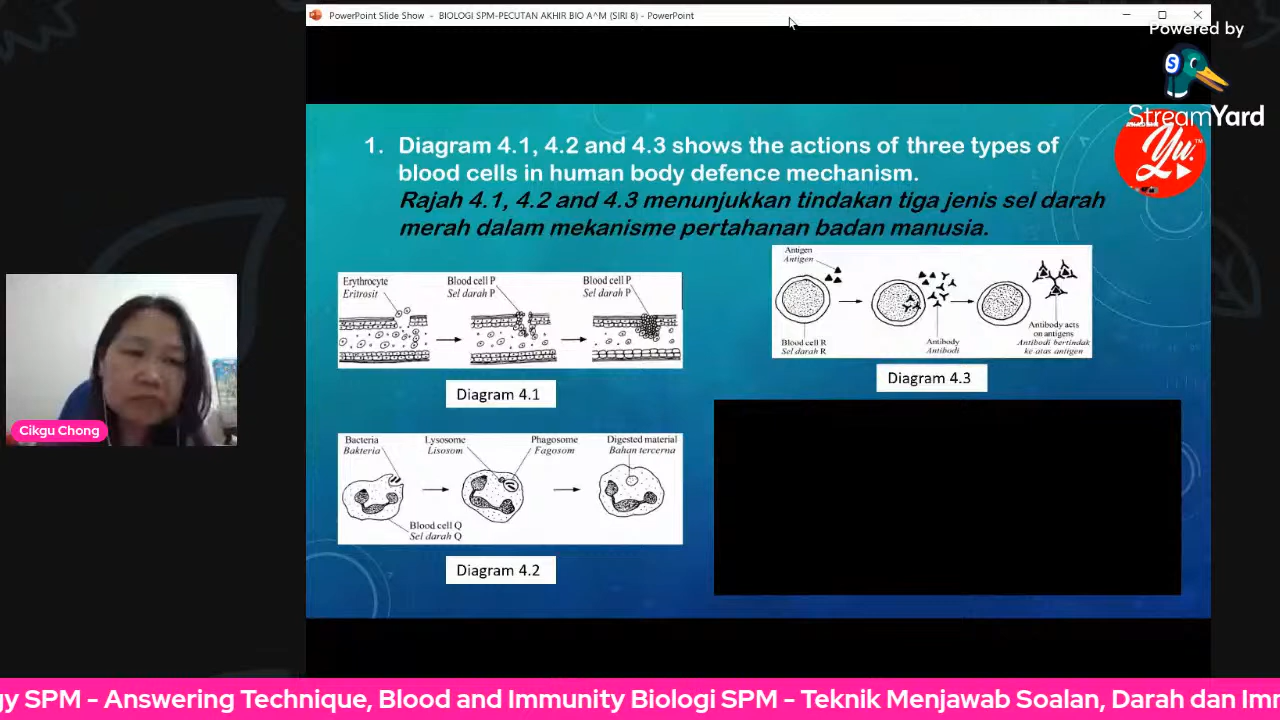 PowerPoint Slide Show - BIOLOGI SPM-PECUTAN AKHIR BIO A^M (SIRI 8) - PowerPoint
Powered by
StreamYard
Yu.
TM
1. Diagram 4.1, 4.2 and 4.3 shows the actions of three types of
blood cells in human body defence mechanism.
Rajah 4.1, 4.2 and 4.3 menunjukkan tindakan tiga jenis sel darah
merah dalam mekanisme pertahanan badan manusia.
Erythrocyte
Eritrosit
Blood cell P
Sel darah P
Blood cell P
Sel darah P
Diagram 4.1
Antigen
Antigen
Blood cell R
Sel darah R
Antibody
Antibodi
Antibody acts
on antigens
Antibodi bertindak
ke atas antigen
Diagram 4.3
Bacteria
Bakteria
Lysosome
Lisosom
Phagosome
Fagosom
Digested material
Bahan tercerna
Blood cell Q
Sel darah Q
Diagram 4.2
Cikgu Chong
gy SPM - Answering Technique, Blood and Immunity Biologi SPM - Teknik Menjawab Soalan, Darah dan Imr